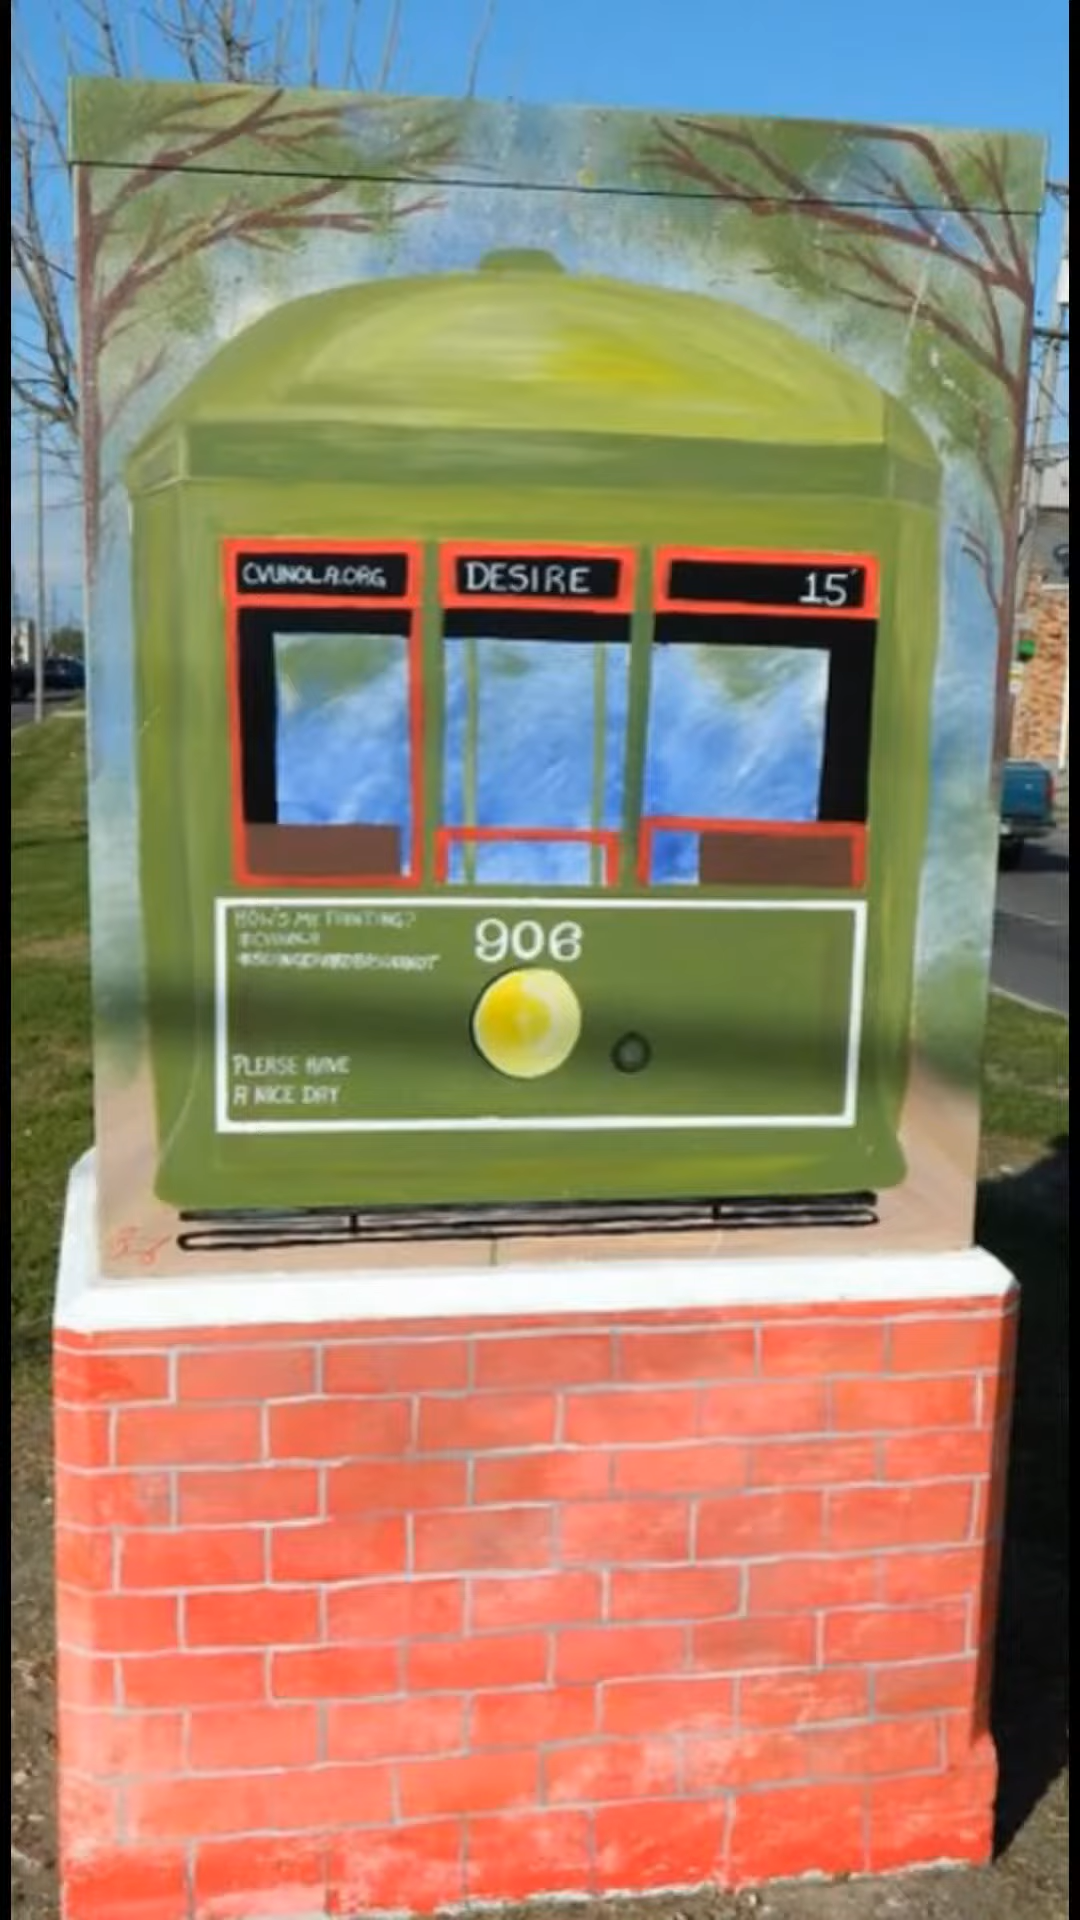 CVUNOLA.ORG
DESIRE
15
HOW'S MY PAINTING?
906
PLEASE HAVE
A NICE DAY